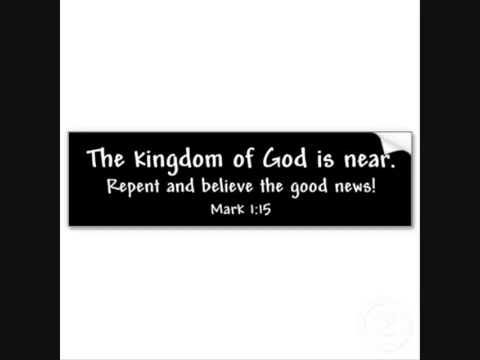 The kingdom of God is near.
Repent and believe the good news!
Mark 1:15